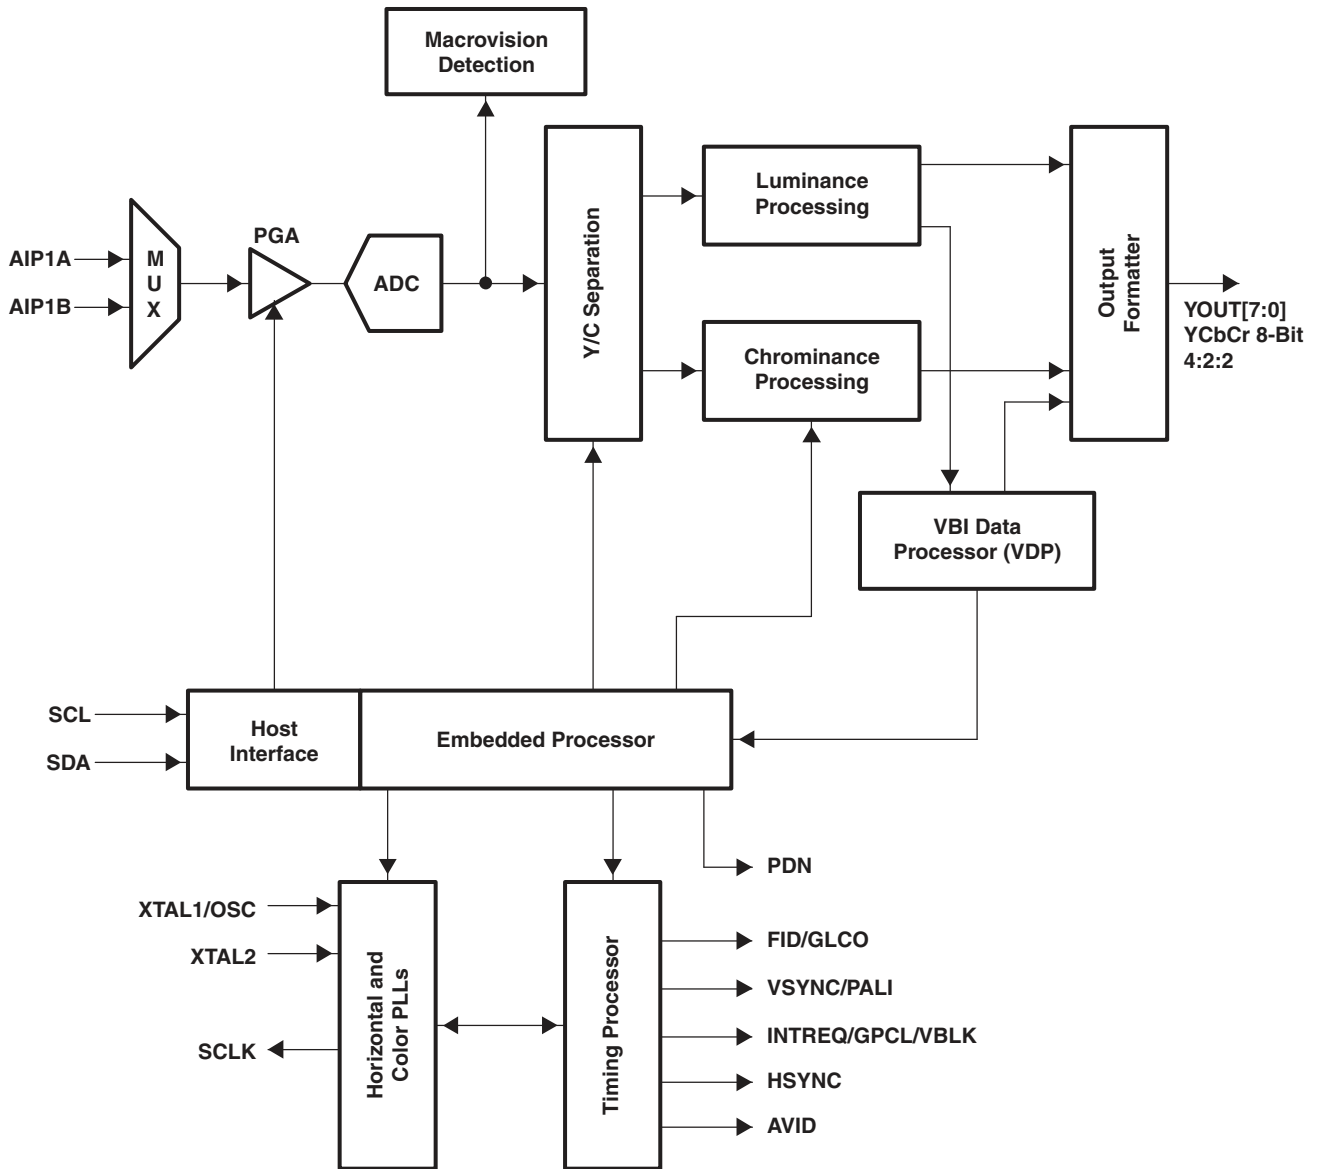 Macrovision
Detection
PGA
AIP1A
AIP1B
M
U
X
ADC
Y/C Separation
Luminance
Processing
Chrominance
Processing
Output
Formatter
YOUT[7:0]
YCbCr 8-Bit
4:2:2
VBI Data
Processor (VDP)
SCL
SDA
Host
Interface
Embedded Processor
PDN
XTAL1/OSC
XTAL2
SCLK
Horizontal and
Color PLLs
Timing Processor
FID/GLCO
VSYNC/PALI
INTREQ/GPCL/VBLK
HSYNC
AVID